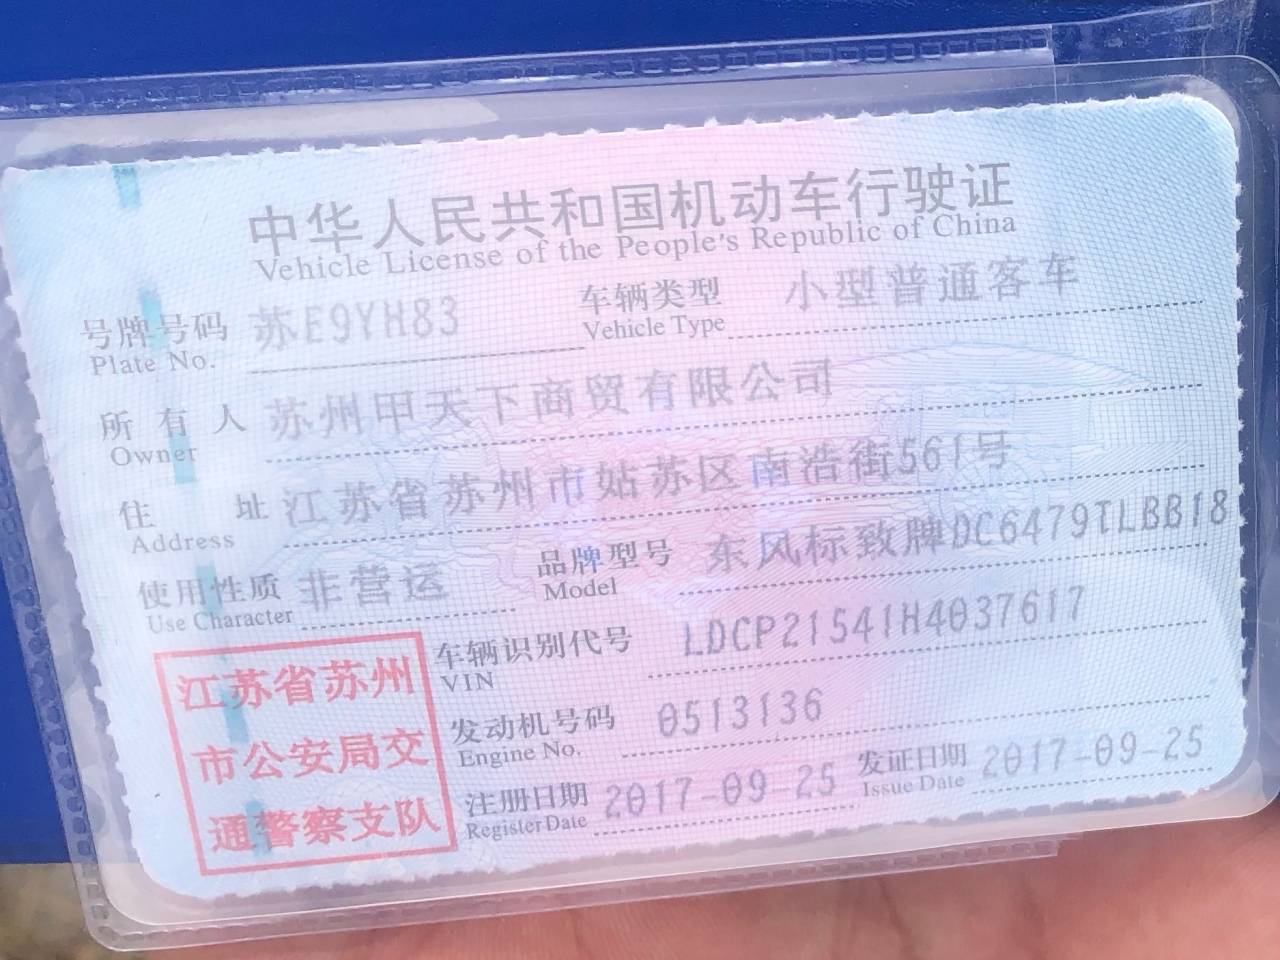 中华人民共和国机动车行驶证
Vehicle License of the People's Republic of China
号牌号码 苏E9YH83 车辆类型 小型普通客车
Plate No. Vehicle Type
所有人 苏州甲天下商贸有限公司
Owner
住址 江苏省苏州市姑苏区南浩街561号
Address
使用性质 非营运 品牌型号 东风标致牌DC6479TLBB18
Use Character Model
车辆识别代号 LDCP21541H4037617
VIN
发动机号码 0513136
Engine No.
注册日期 2017-09-25 发证日期 2017-09-25
Register Date Issue Date
江苏省苏州
市公安局交
通警察支队